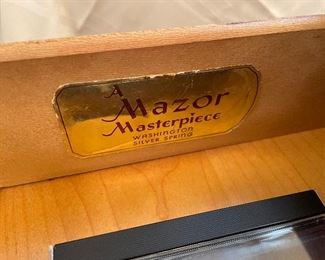 A
Mazor
Masterpiece
WASHINGTON
SILVER SPRING